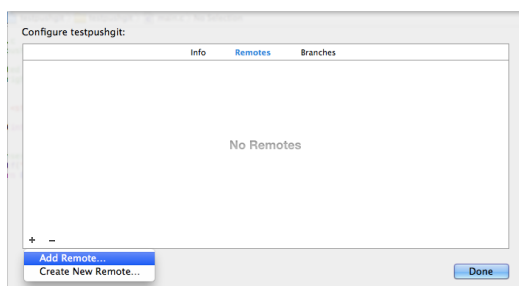 Configure testpushgit:
Info Remotes Branches
No Remotes
+ –
Add Remote...
Create New Remote...
Done